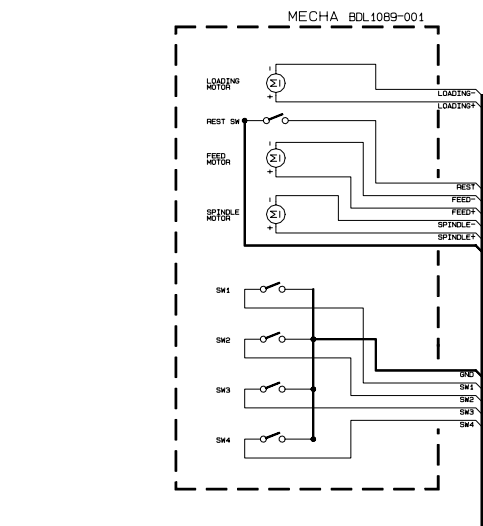 MECHA BDL1089-001
LOADING
MOTOR
-
+
LOADING-
LOADING+
REST SW
FEED
MOTOR
-
+
REST
FEED-
FEED+
SPINDLE
MOTOR
-
+
SPINDLE-
SPINDLE+
SW1
SW2
SW3
SW4
GND
SW1
SW2
SW3
SW4